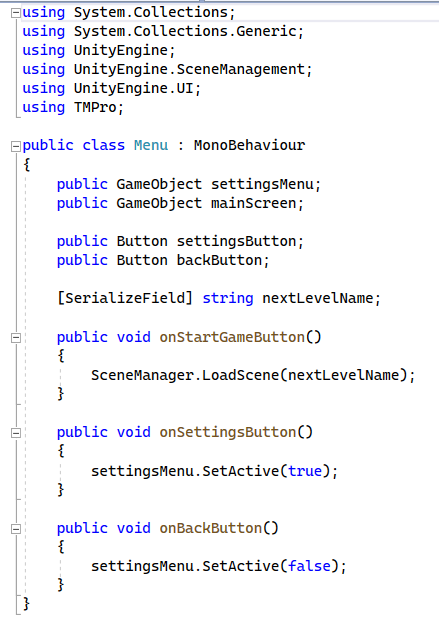 using System.Collections;
using System.Collections.Generic;
using UnityEngine;
using UnityEngine.SceneManagement;
using UnityEngine.UI;
using TMPro;

public class Menu : MonoBehaviour
{
    public GameObject settingsMenu;
    public GameObject mainScreen;

    public Button settingsButton;
    public Button backButton;

    [SerializeField] string nextLevelName;

    public void onStartGameButton()
    {
        SceneManager.LoadScene(nextLevelName);
    }

    public void onSettingsButton()
    {
        settingsMenu.SetActive(true);
    }

    public void onBackButton()
    {
        settingsMenu.SetActive(false);
    }
}